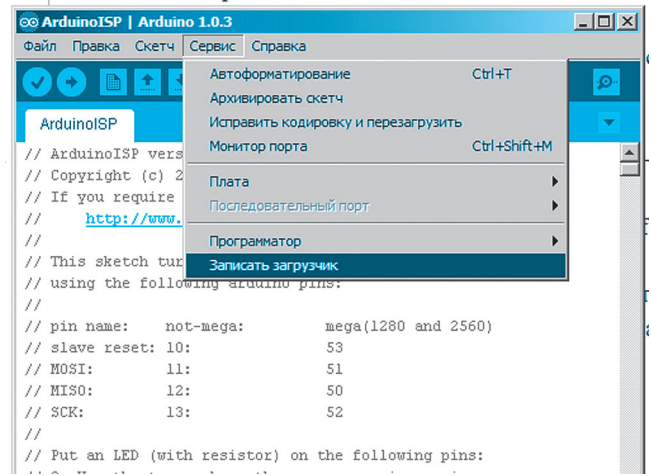 ArduinoISP | Arduino 1.0.3
Файл Правка Скетч Сервис Справка
Автоформатирование Ctrl+T
Архивировать скетч
Исправить кодировку и перезагрузить
Монитор порта Ctrl+Shift+M
Плата
Последовательный порт
Программатор
Записать загрузчик
ArduinoISP
// ArduinoISP vers
// Copyright (c) 2
// If you require
// http://www.
//
// This sketch tur
// using the following arduino pins:
//
// pin name: not-mega: mega(1280 and 2560)
// slave reset: 10: 53
// MOSI: 11: 51
// MISO: 12: 50
// SCK: 13: 52
//
// Put an LED (with resistor) on the following pins: